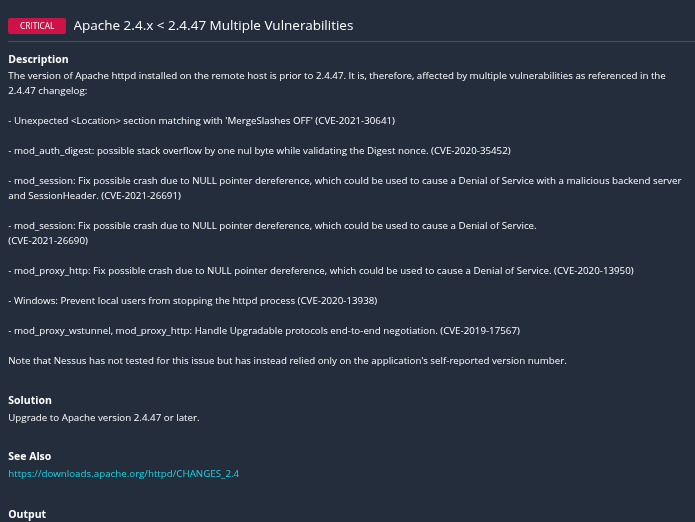 CRITICAL Apache 2.4.x < 2.4.47 Multiple Vulnerabilities
Description
The version of Apache httpd installed on the remote host is prior to 2.4.47. It is, therefore, affected by multiple vulnerabilities as referenced in the
2.4.47 changelog:
- Unexpected <Location> section matching with 'MergeSlashes OFF' (CVE-2021-30641)
- mod_auth_digest: possible stack overflow by one nul byte while validating the Digest nonce. (CVE-2020-35452)
- mod_session: Fix possible crash due to NULL pointer dereference, which could be used to cause a Denial of Service with a malicious backend server
and SessionHeader. (CVE-2021-26691)
- mod_session: Fix possible crash due to NULL pointer dereference, which could be used to cause a Denial of Service.
(CVE-2021-26690)
- mod_proxy_http: Fix possible crash due to NULL pointer dereference, which could be used to cause a Denial of Service. (CVE-2020-13950)
- Windows: Prevent local users from stopping the httpd process (CVE-2020-13938)
- mod_proxy_wstunnel, mod_proxy_http: Handle Upgradable protocols end-to-end negotiation. (CVE-2019-17567)
Note that Nessus has not tested for this issue but has instead relied only on the application's self-reported version number.
Solution
Upgrade to Apache version 2.4.47 or later.
See Also
https://downloads.apache.org/httpd/CHANGES_2.4
Output